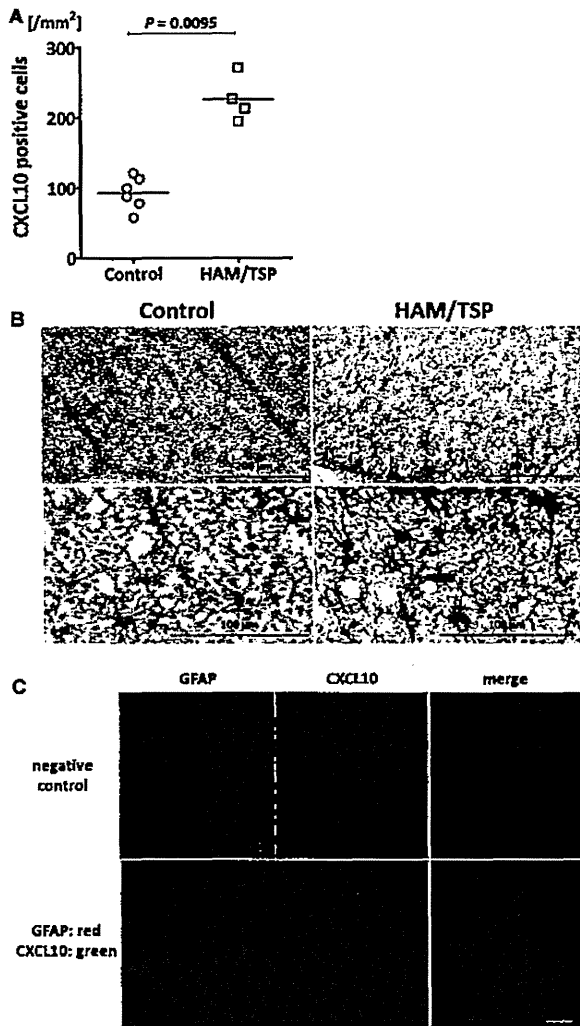 A [/mm²]
P = 0.0095
CXCL10 positive cells
300
200
100
0
Control HAM/TSP
B Control HAM/TSP
100 μm
100 μm
C GFAP CXCL10 merge
negative
control
GFAP: red
CXCL10: green